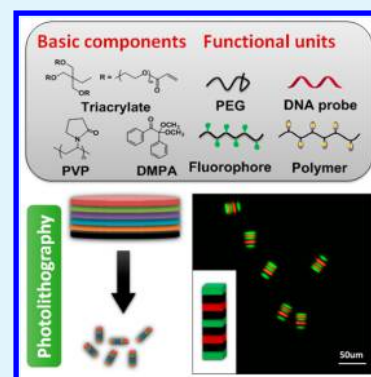 Basic components Functional units
RO
RO
OR
R =
O
O
Triacrylate
PEG
DNA probe
N
O
n
O
OCH3
OCH3
PVP
DMPA
Fluorophore
Polymer
Photolithography
50um